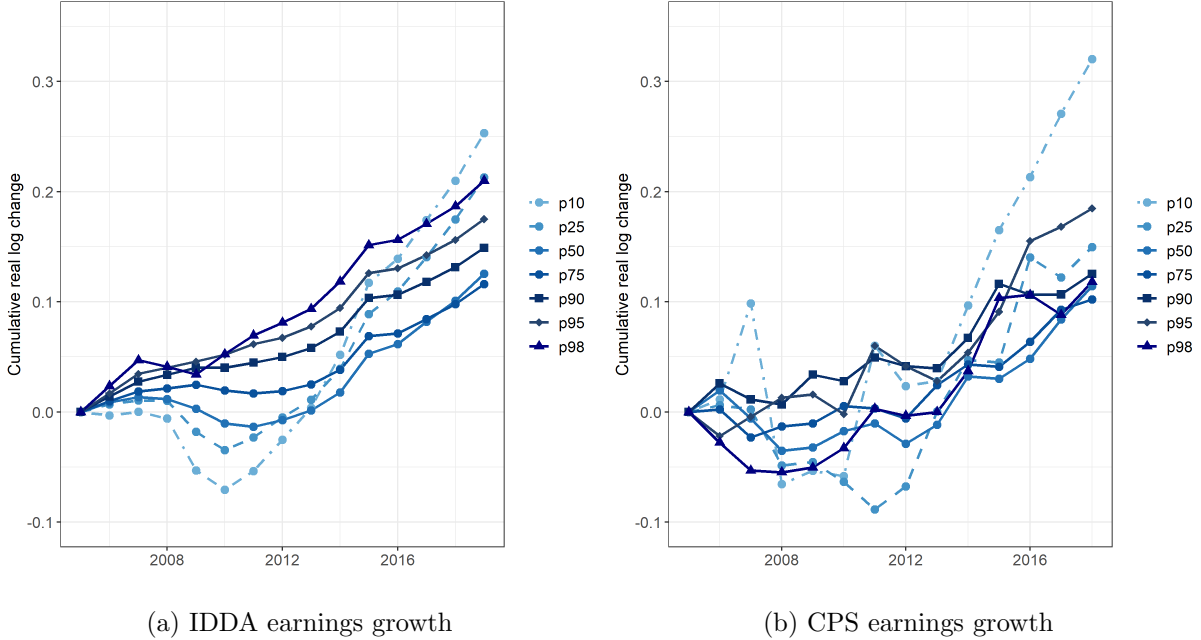 Cumulative real log change
0.3
0.2
0.1
0.0
-0.1
2008 2012 2016
p10
p25
p50
p75
p90
p95
p98
(a) IDDA earnings growth
Cumulative real log change
0.3
0.2
0.1
0.0
-0.1
2008 2012 2016
p10
p25
p50
p75
p90
p95
p98
(b) CPS earnings growth